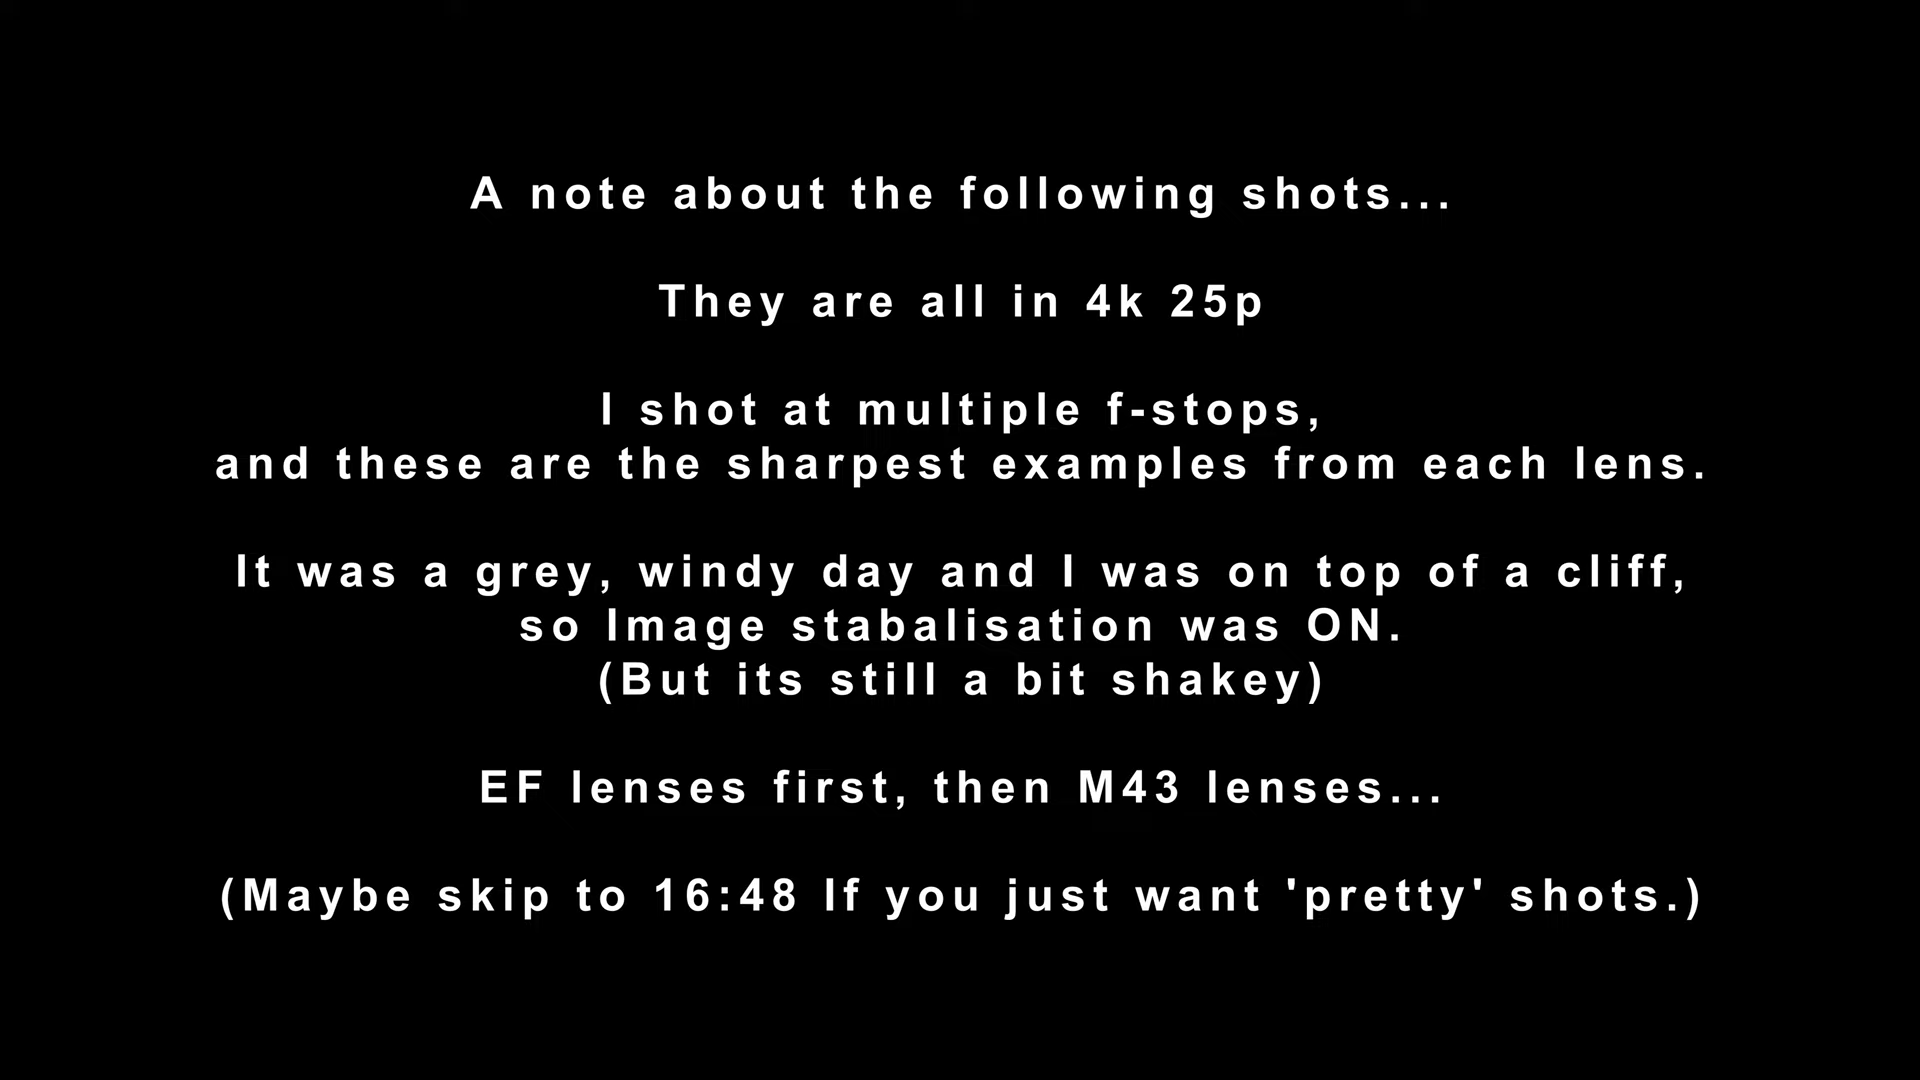 A note about the following shots...
They are all in 4k 25p
I shot at multiple f-stops,
and these are the sharpest examples from each lens.
It was a grey, windy day and I was on top of a cliff,
so Image stabalisation was ON.
(But its still a bit shakey)
EF lenses first, then M43 lenses...
(Maybe skip to 16:48 If you just want 'pretty' shots.)